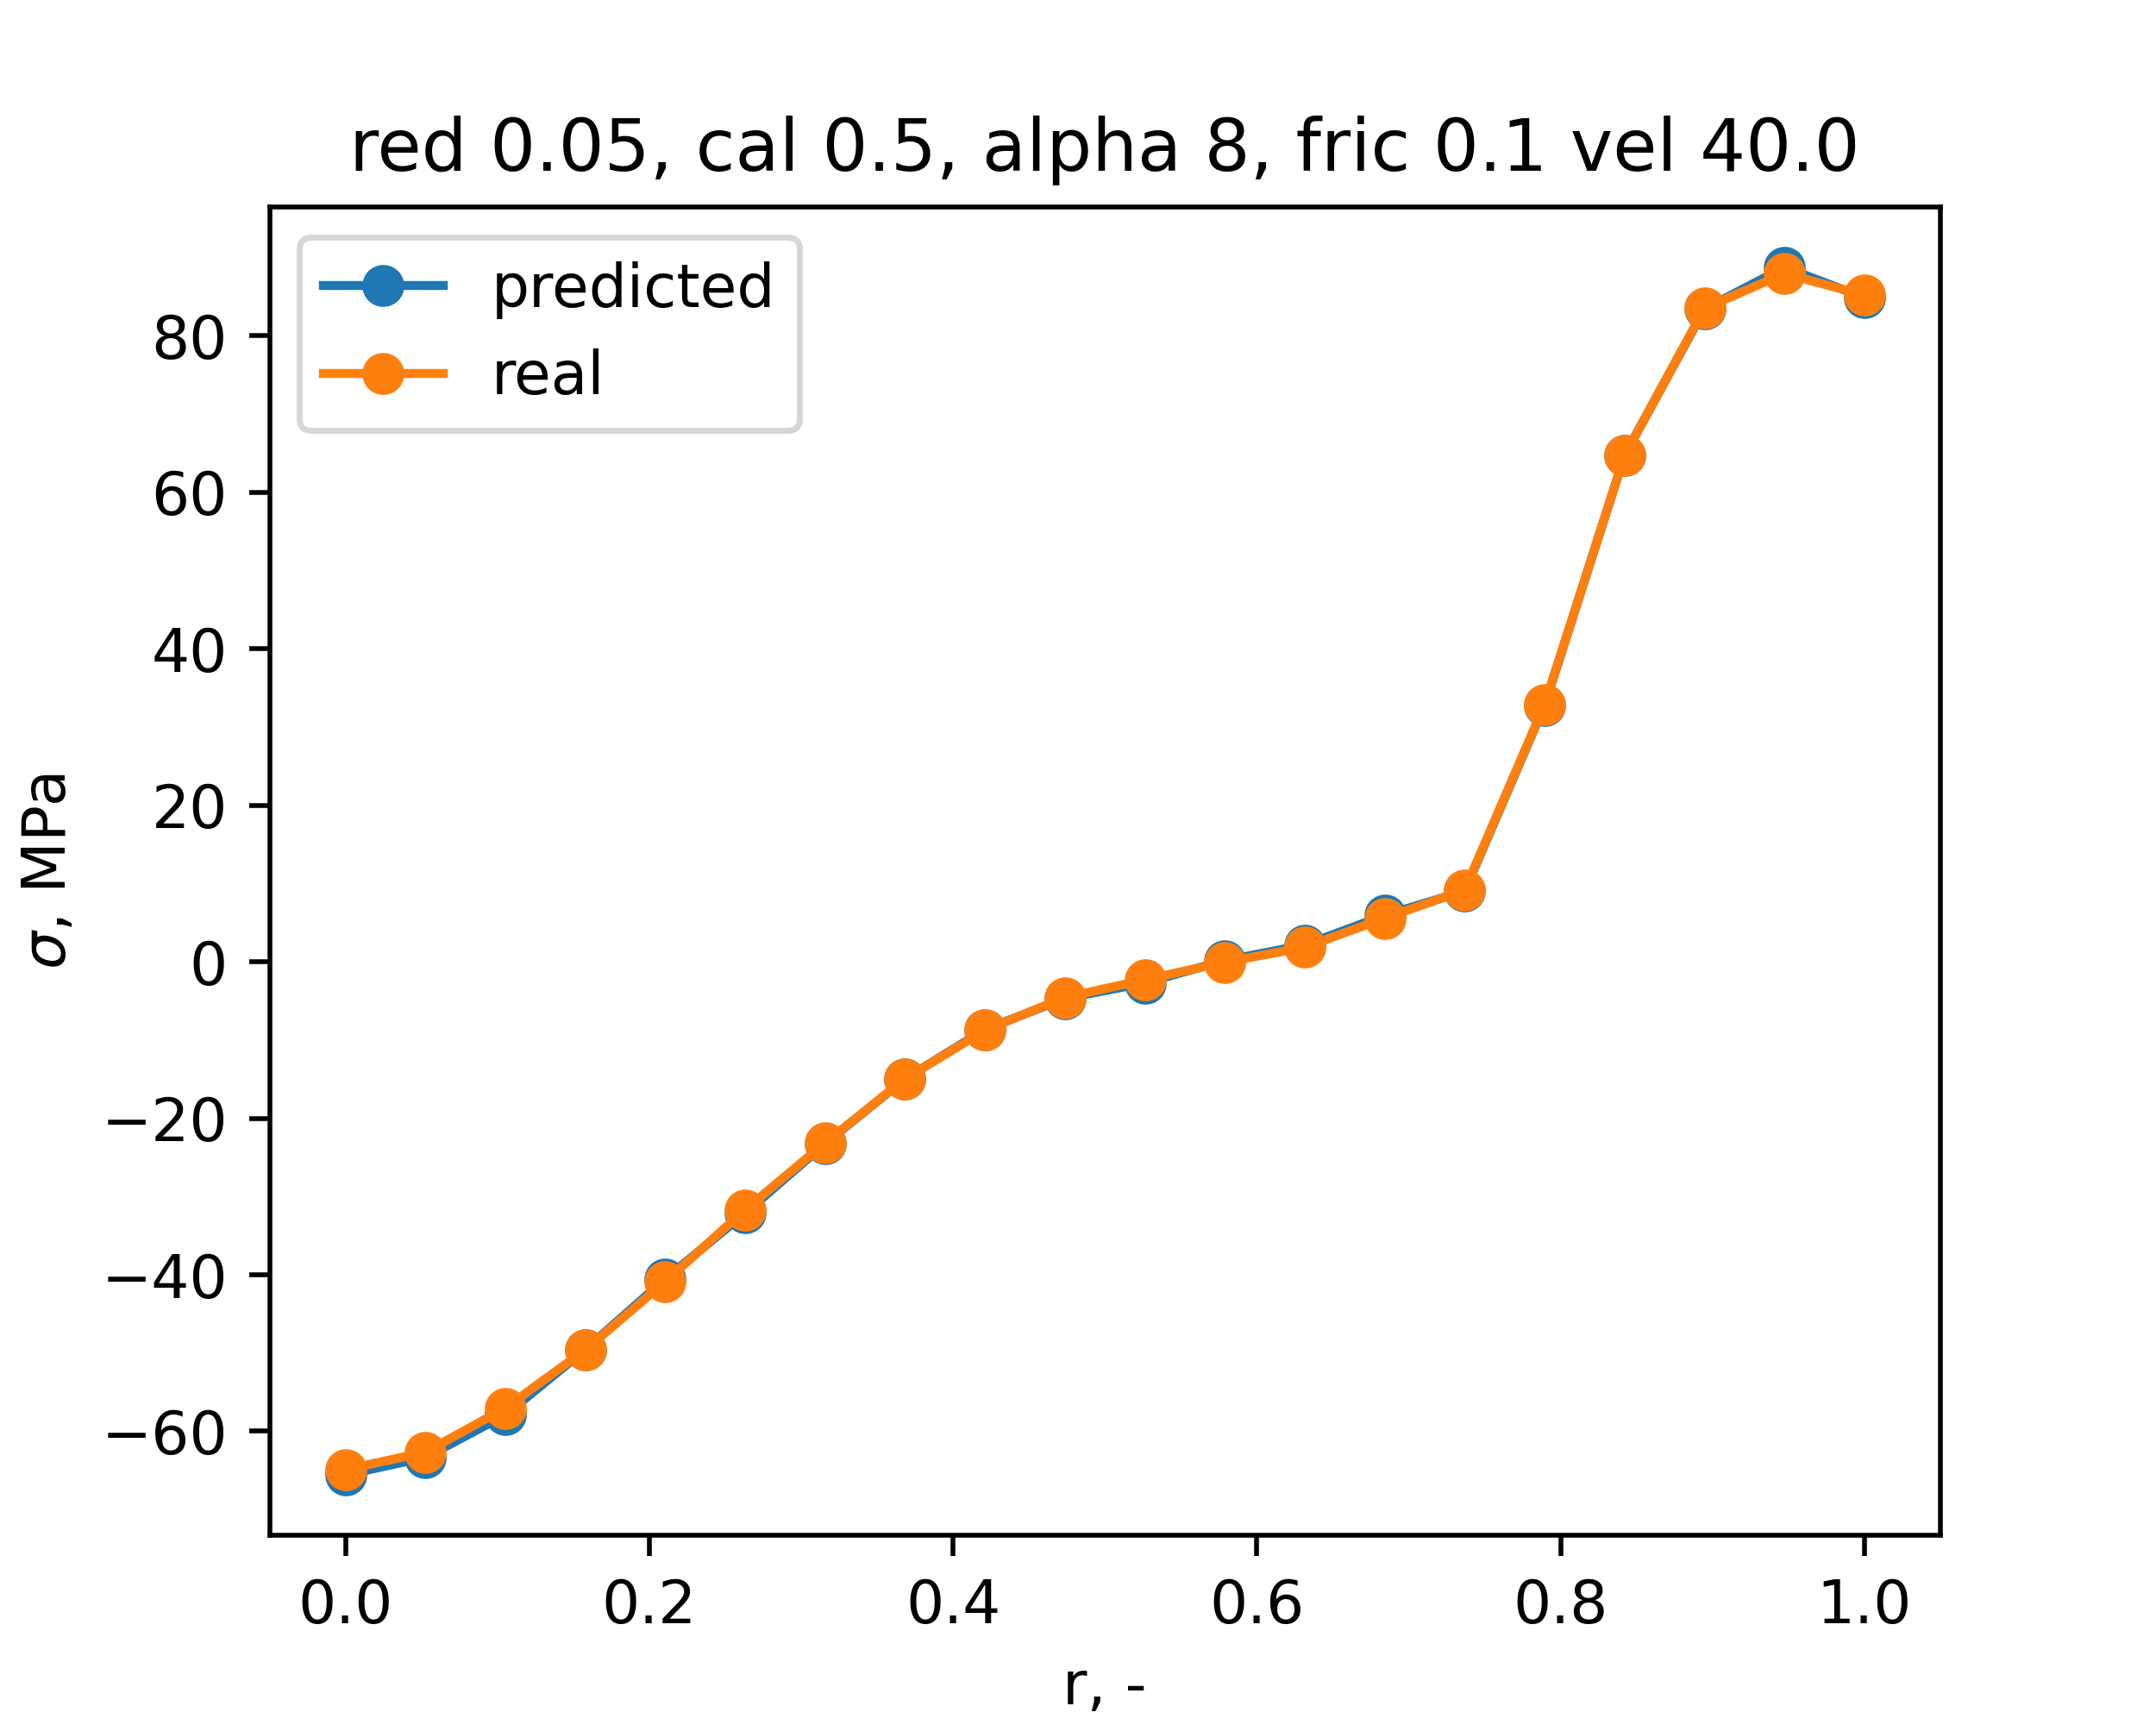 red 0.05, cal 0.5, alpha 8, fric 0.1 vel 40.0
predicted
real
80
60
40
20
0
−20
−40
−60
σ, MPa
0.0 0.2 0.4 0.6 0.8 1.0
r, -